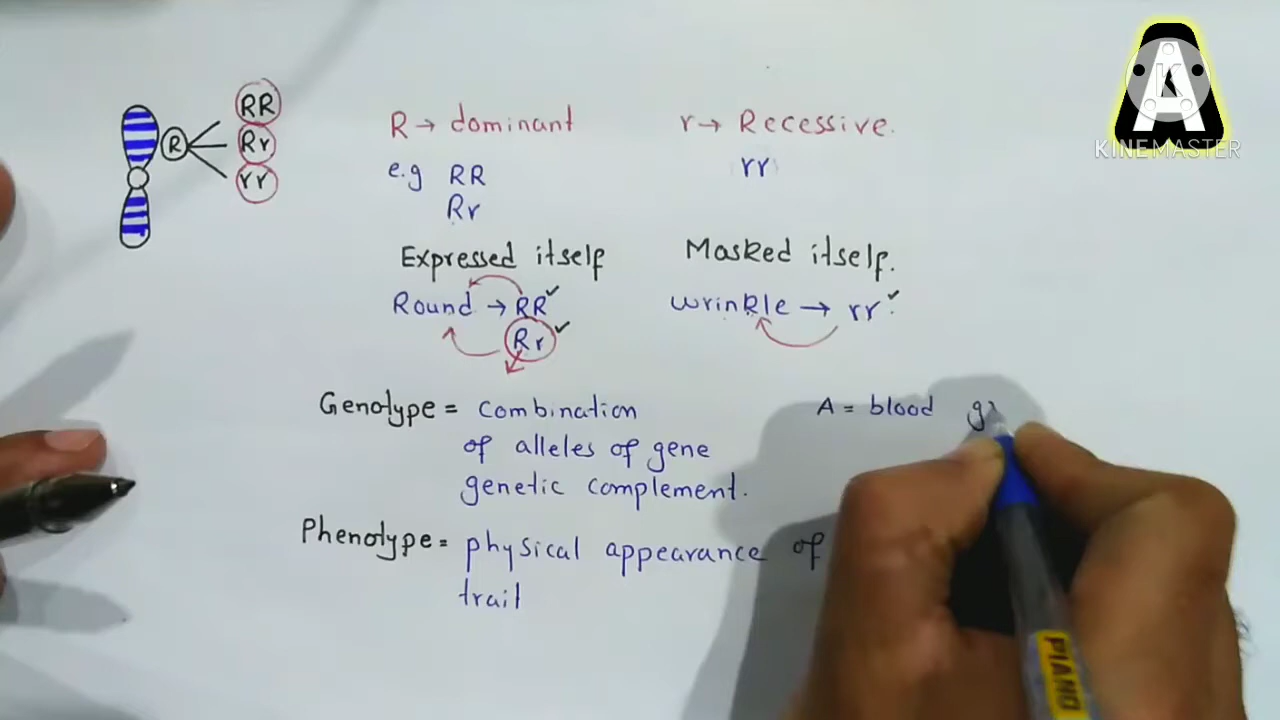 RR
R Rr
rr
R → dominant
e.g RR
Rr
Expressed itself
Round → RR ✓
Rr ✓
r → Recessive.
rr
Masked itself.
wrinkle → rr ✓
Genotype = combination
of alleles of gene
genetic complement.
A = blood
Phenotype = physical appearance of
trait
A
K
KINEMASTER
PIANO